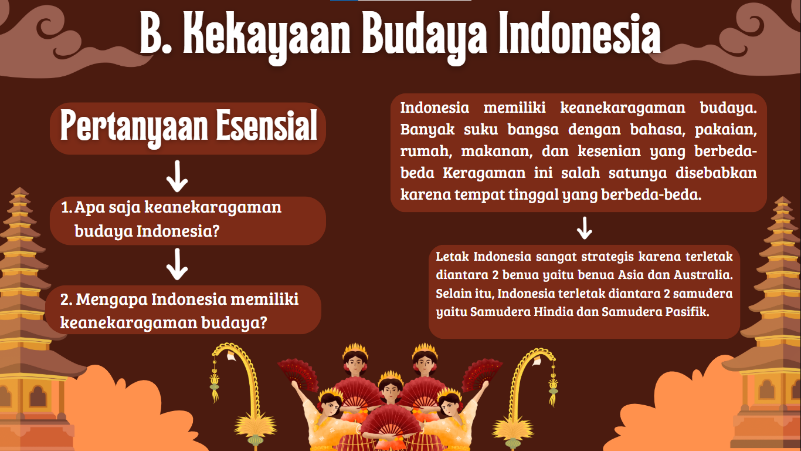 B. Kekayaan Budaya Indonesia
Pertanyaan Esensial
1. Apa saja keanekaragaman
budaya Indonesia?
2. Mengapa Indonesia memiliki
keanekaragaman budaya?
Indonesia memiliki keanekaragaman budaya.
Banyak suku bangsa dengan bahasa, pakaian,
rumah, makanan, dan kesenian yang berbeda-
beda Keragaman ini salah satunya disebabkan
karena tempat tinggal yang berbeda-beda.
Letak Indonesia sangat strategis karena terletak
diantara 2 benua yaitu benua Asia dan Australia.
Selain itu, Indonesia terletak diantara 2 samudera
yaitu Samudera Hindia dan Samudera Pasifik.